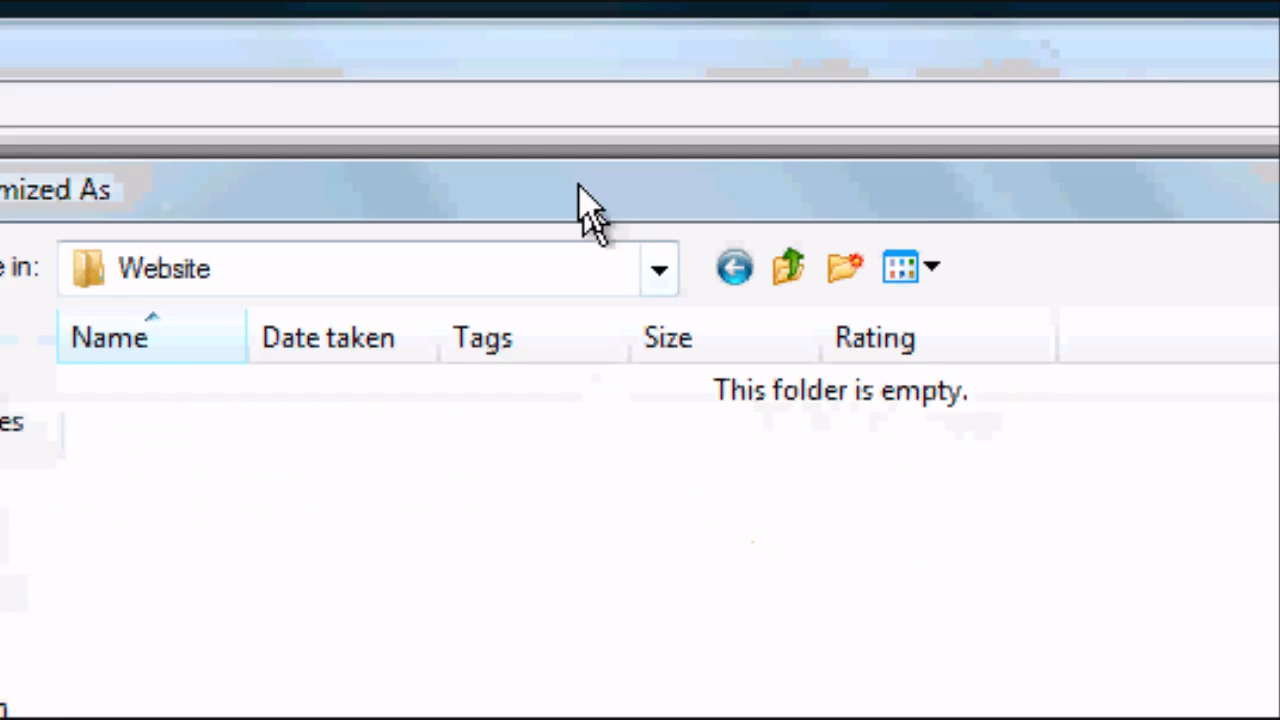 mized As
e in:
Website
Name Date taken Tags Size Rating
This folder is empty.
es